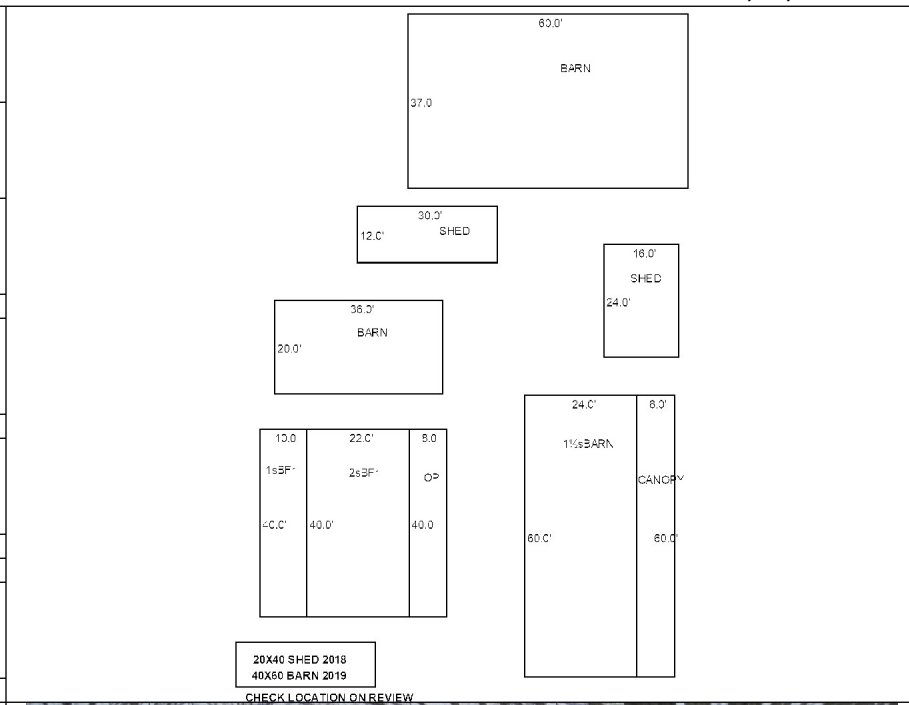 60.0'
BARN
37.0
30.0'
12.0' SHED
16.0'
SHED
24.0'
36.0'
BARN
20.0'
24.0' 8.0'
1½sBARN
CANOPY
60.0' 60.0'
10.0 22.0' 8.0
1sBF 2sBF OP
40.0' 40.0' 40.0
20X40 SHED 2018
40X60 BARN 2019
CHECK LOCATION ON REVIEW